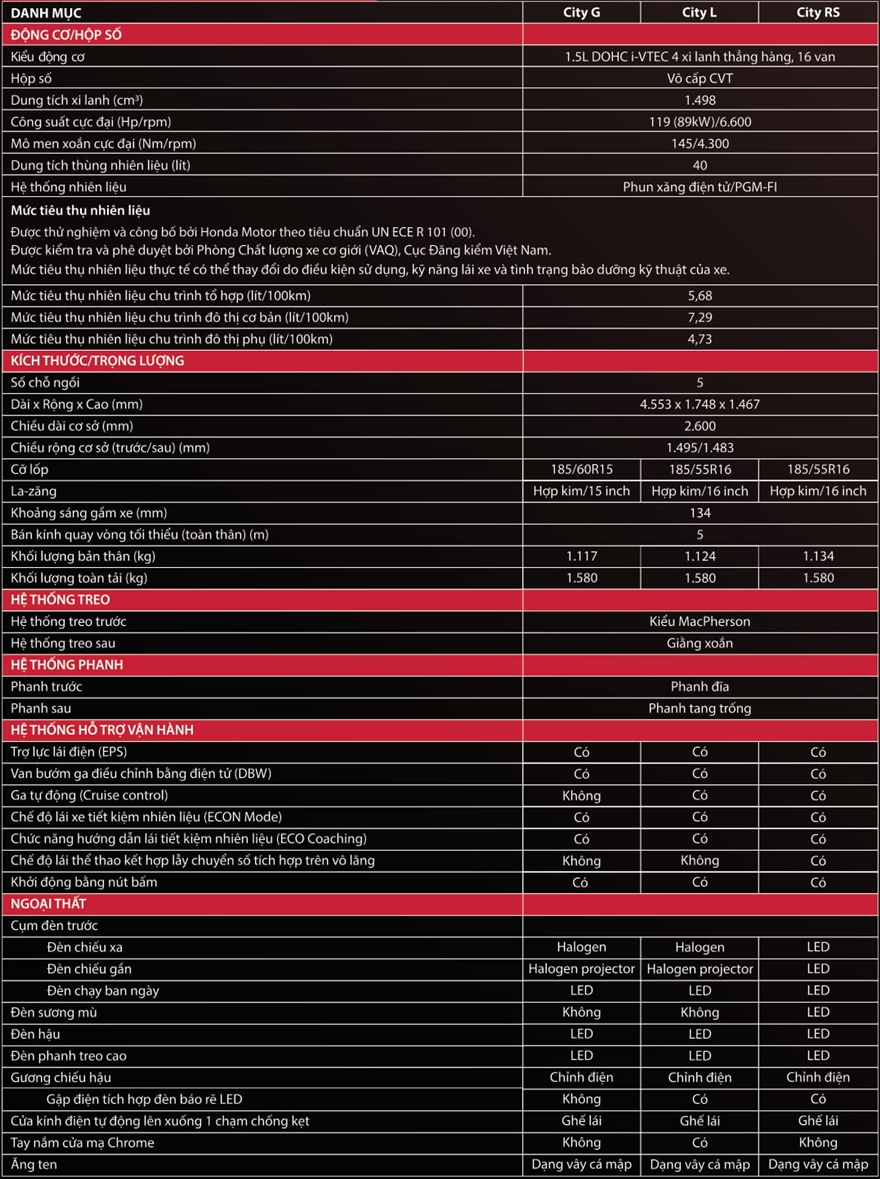 DANH MỤC City G City L City RS
ĐỘNG CƠ/HỘP SỐ
Kiểu động cơ 1.5L DOHC i-VTEC 4 xi lanh thẳng hàng, 16 van
Hộp số Vô cấp CVT
Dung tích xi lanh (cm³) 1.498
Công suất cực đại (Hp/rpm) 119 (89kW)/6.600
Mô men xoắn cực đại (Nm/rpm) 145/4.300
Dung tích thùng nhiên liệu (lít) 40
Hệ thống nhiên liệu Phun xăng điện tử/PGM-FI
Mức tiêu thụ nhiên liệu
Được thử nghiệm và công bố bởi Honda Motor theo tiêu chuẩn UN ECE R 101 (00).
Được kiểm tra và phê duyệt bởi Phòng Chất lượng xe cơ giới (VAQ), Cục Đăng kiểm Việt Nam.
Mức tiêu thụ nhiên liệu thực tế có thể thay đổi do điều kiện sử dụng, kỹ năng lái xe và tình trạng bảo dưỡng kỹ thuật của xe.
Mức tiêu thụ nhiên liệu chu trình tổ hợp (lít/100km) 5,68
Mức tiêu thụ nhiên liệu chu trình đô thị cơ bản (lít/100km) 7,29
Mức tiêu thụ nhiên liệu chu trình đô thị phụ (lít/100km) 4,73
KÍCH THƯỚC/TRỌNG LƯỢNG
Số chỗ ngồi 5
Dài x Rộng x Cao (mm) 4.553 x 1.748 x 1.467
Chiều dài cơ sở (mm) 2.600
Chiều rộng cơ sở (trước/sau) (mm) 1.495/1.483
Cỡ lốp 185/60R15 185/55R16 185/55R16
La-zăng Hợp kim/15 inch Hợp kim/16 inch Hợp kim/16 inch
Khoảng sáng gầm xe (mm) 134
Bán kính quay vòng tối thiểu (toàn thân) (m) 5
Khối lượng bản thân (kg) 1.117 1.124 1.134
Khối lượng toàn tải (kg) 1.580 1.580 1.580
HỆ THỐNG TREO
Hệ thống treo trước Kiểu MacPherson
Hệ thống treo sau Giằng xoắn
HỆ THỐNG PHANH
Phanh trước Phanh đĩa
Phanh sau Phanh tang trống
HỆ THỐNG HỖ TRỢ VẬN HÀNH
Trợ lực lái điện (EPS) Có Có Có
Van bướm ga điều chỉnh bằng điện tử (DBW) Có Có Có
Ga tự động (Cruise control) Không Có Có
Chế độ lái xe tiết kiệm nhiên liệu (ECON Mode) Có Có Có
Chức năng hướng dẫn lái tiết kiệm nhiên liệu (ECO Coaching) Có Có Có
Chế độ lái thể thao kết hợp lẫy chuyển số tích hợp trên vô lăng Không Không Có
Khởi động bằng nút bấm Có Có Có
NGOẠI THẤT
Cụm đèn trước
Đèn chiếu xa Halogen Halogen LED
Đèn chiếu gần Halogen projector Halogen projector LED
Đèn chạy ban ngày LED LED LED
Đèn sương mù Không Không LED
Đèn hậu LED LED LED
Đèn phanh treo cao LED LED LED
Gương chiếu hậu Chỉnh điện Chỉnh điện Chỉnh điện
Gập điện tích hợp đèn báo rẽ LED Không Có Có
Cửa kính điện tự động lên xuống 1 chạm chống kẹt Ghế lái Ghế lái Ghế lái
Tay nắm cửa mạ Chrome Không Có Không
Ăng ten Dạng vây cá mập Dạng vây cá mập Dạng vây cá mập